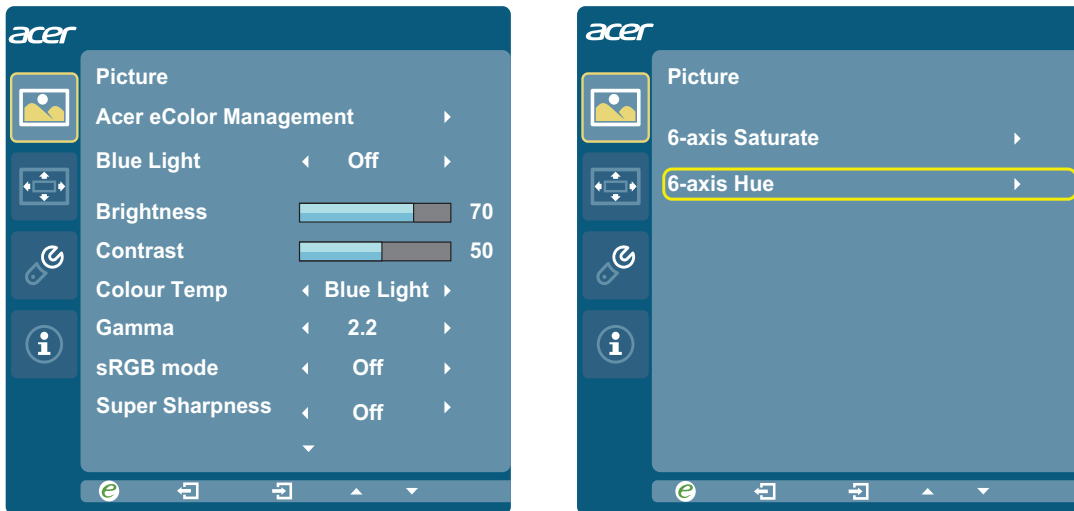 acer
Picture
Acer eColor Management
Blue Light Off
Brightness 70
Contrast 50
Colour Temp Blue Light
Gamma 2.2
sRGB mode Off
Super Sharpness Off
e
acer
Picture
6-axis Saturate
6-axis Hue
e